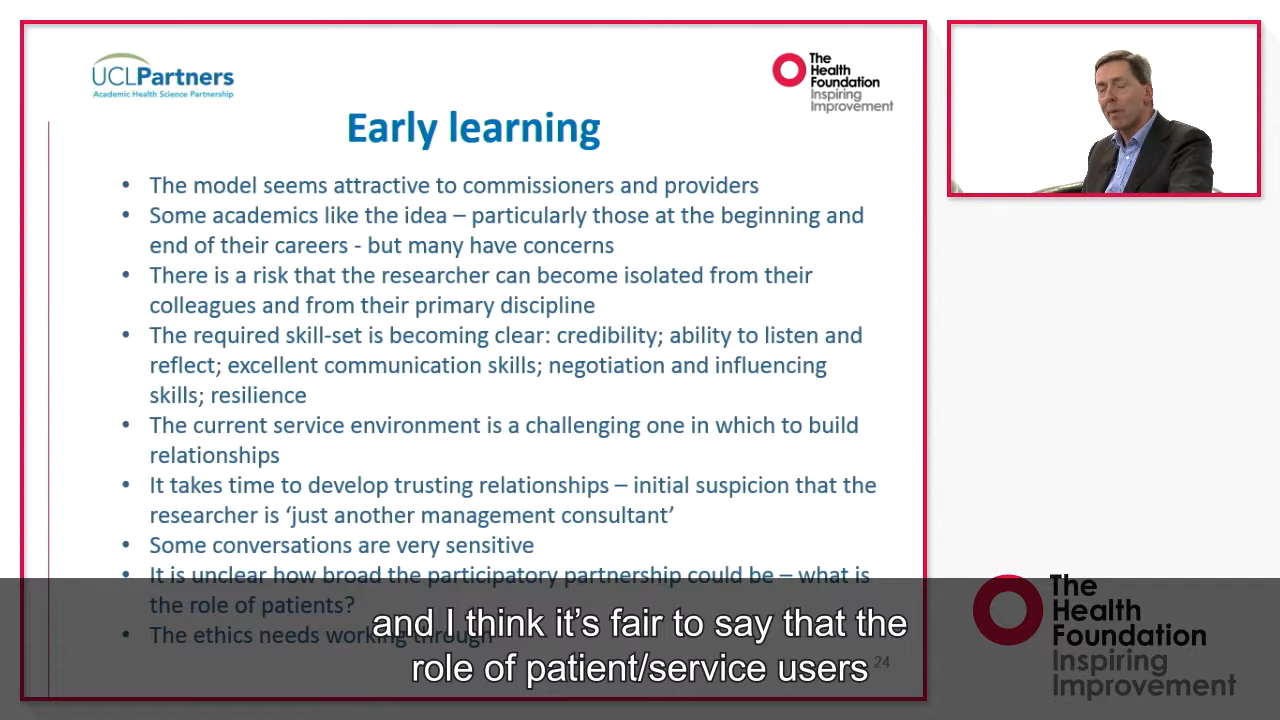 UCLPartners
Academic Health Science Partnership
The
Health
Foundation
Inspiring
Improvement
Early learning
• The model seems attractive to commissioners and providers
• Some academics like the idea – particularly those at the beginning and
end of their careers - but many have concerns
• There is a risk that the researcher can become isolated from their
colleagues and from their primary discipline
• The required skill-set is becoming clear: credibility; ability to listen and
reflect; excellent communication skills; negotiation and influencing
skills; resilience
• The current service environment is a challenging one in which to build
relationships
• It takes time to develop trusting relationships – initial suspicion that the
researcher is ‘just another management consultant’
• Some conversations are very sensitive
• It is unclear how broad the participatory partnership could be – what is
the role of patients?
• The ethics needs working through
24
and I think it’s fair to say that the
role of patient/service users
The
Health
Foundation
Inspiring
Improvement